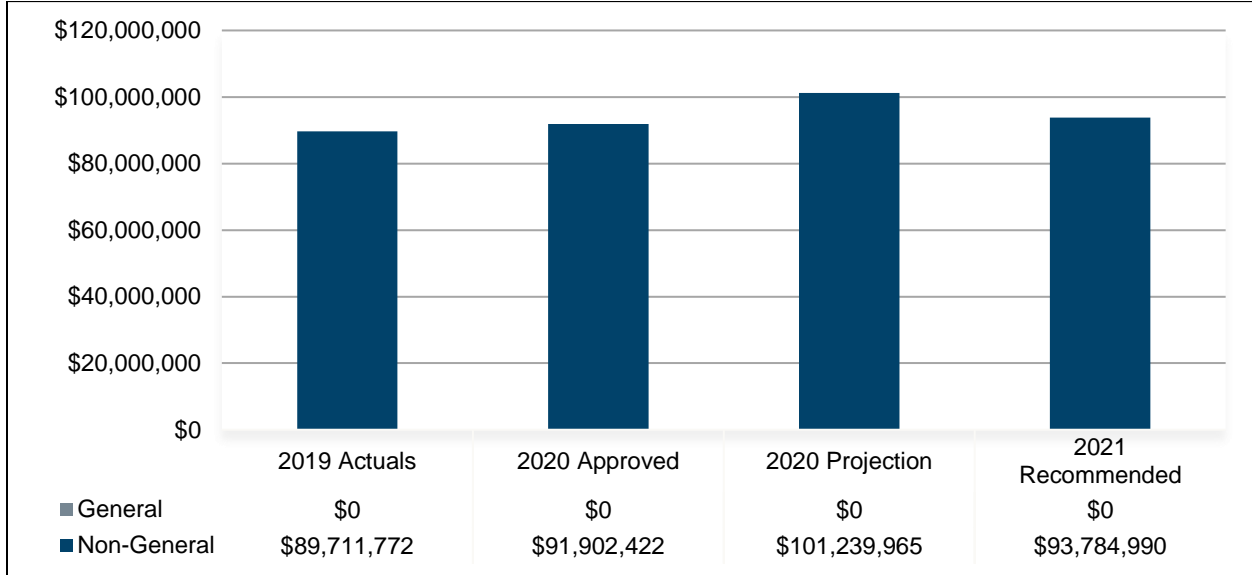 $120,000,000
$100,000,000
$80,000,000
$60,000,000
$40,000,000
$20,000,000
$0
2019 Actuals 2020 Approved 2020 Projection 2021
Recommended
General $0 $0 $0 $0
Non-General $89,711,772 $91,902,422 $101,239,965 $93,784,990